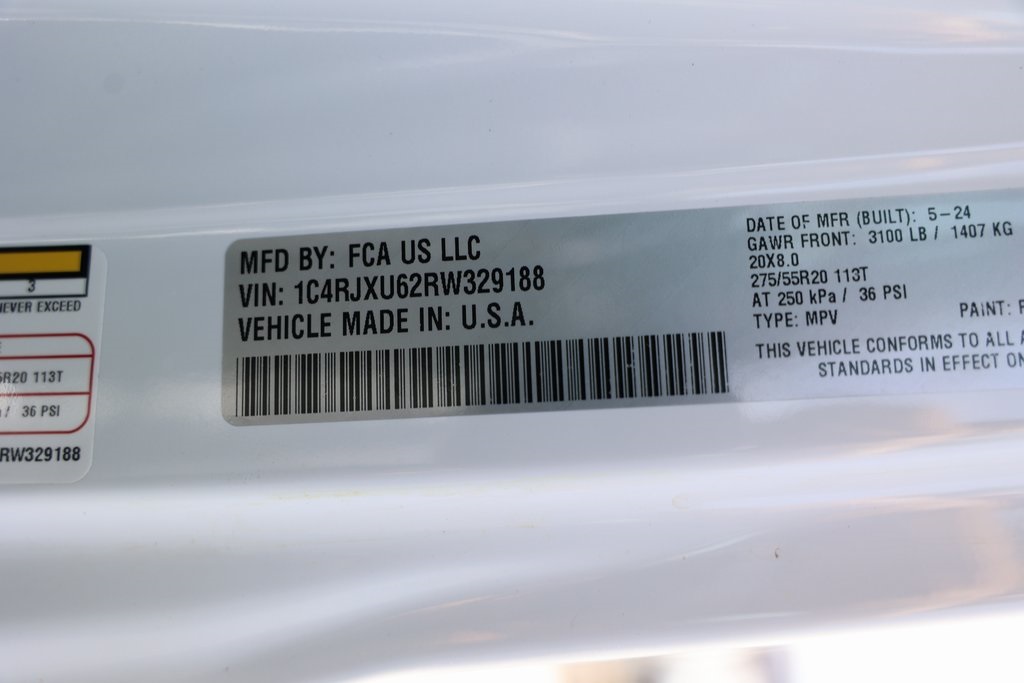 3
NEVER EXCEED
5R20 113T
/ 36 PSI
RW329188
MFD BY: FCA US LLC
VIN: 1C4RJXU62RW329188
VEHICLE MADE IN: U.S.A.
DATE OF MFR (BUILT): 5-24
GAWR FRONT: 3100 LB / 1407 KG
20X8.0
275/55R20 113T
AT 250 kPa / 36 PSI
TYPE: MPV
PAINT:
THIS VEHICLE CONFORMS TO ALL
STANDARDS IN EFFECT ON